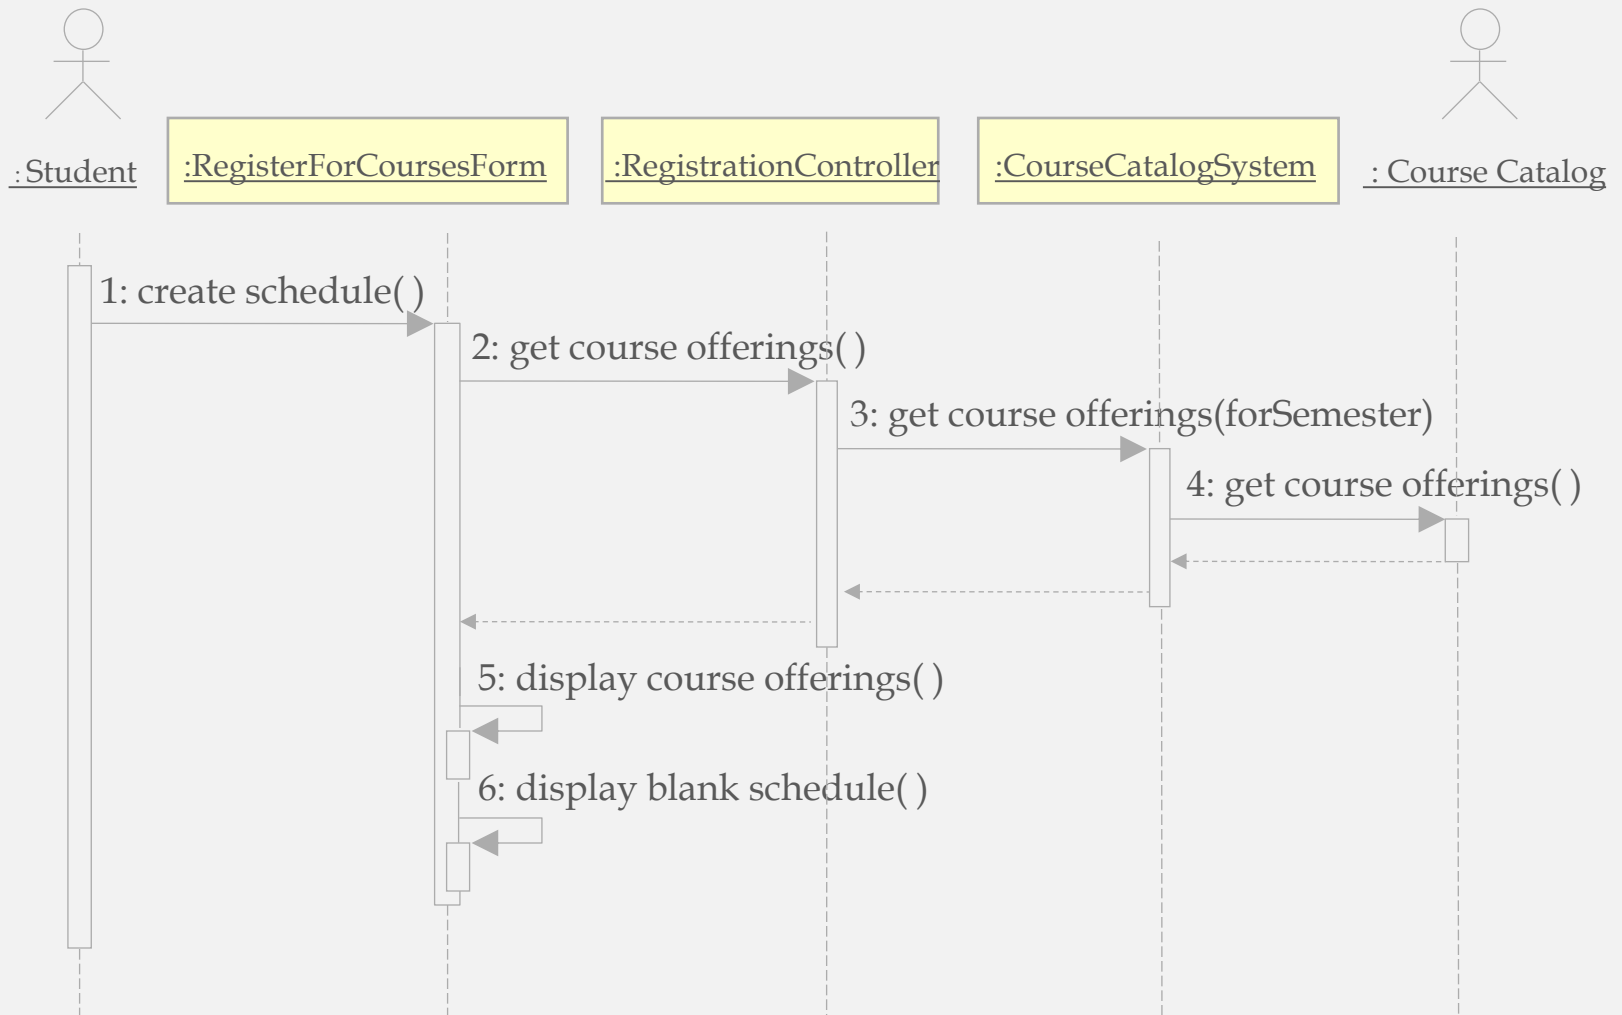 : Student
:RegisterForCoursesForm
:RegistrationController
:CourseCatalogSystem
: Course Catalog
1: create schedule( )
2: get course offerings( )
3: get course offerings(forSemester)
4: get course offerings( )
5: display course offerings( )
6: display blank schedule( )